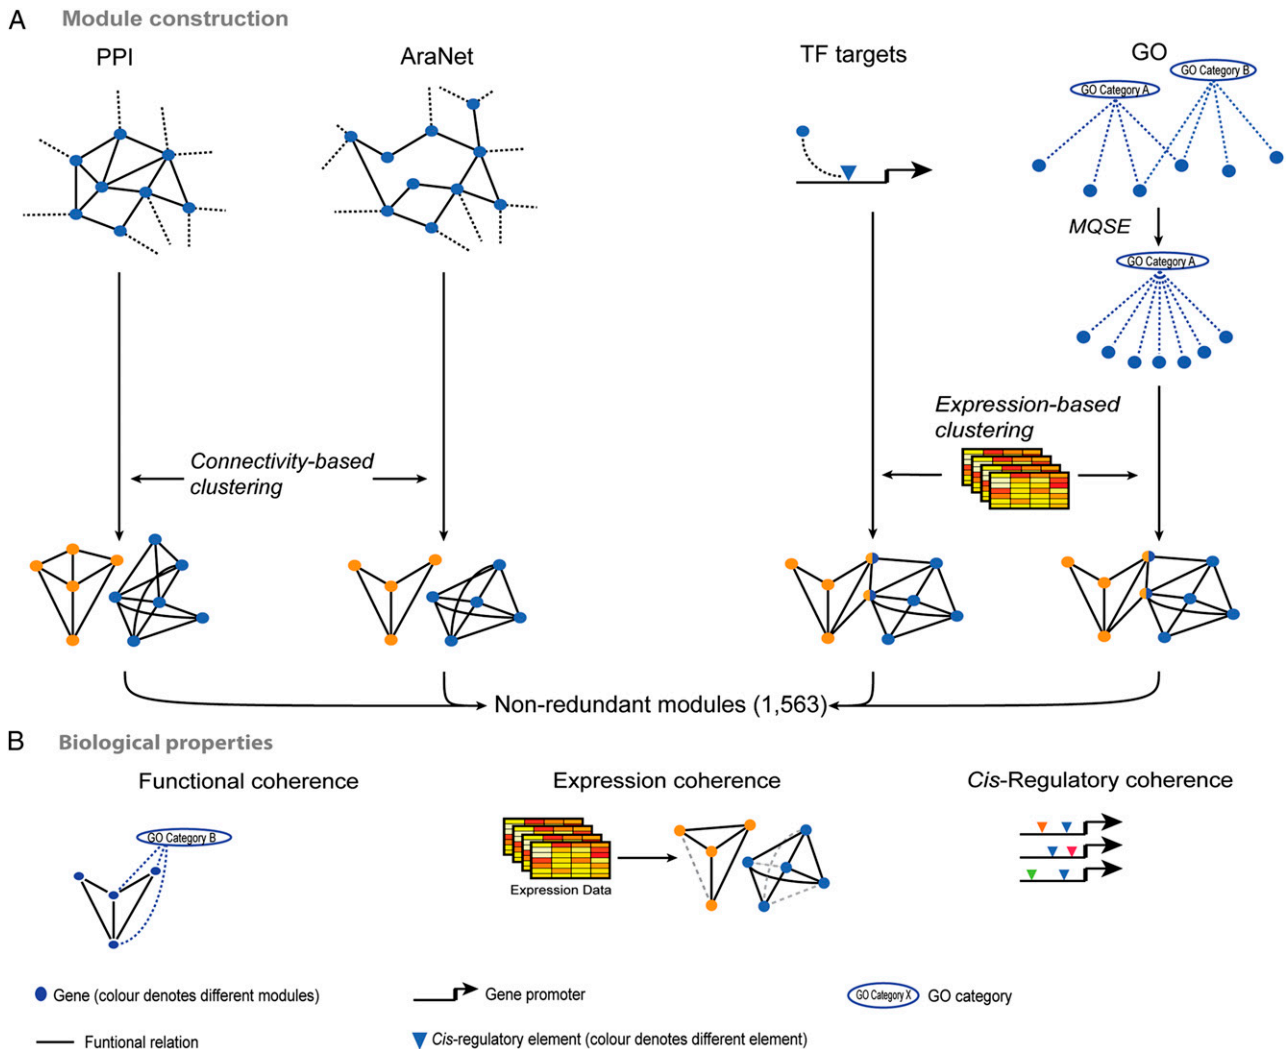 A Module construction
PPI
AraNet
TF targets
GO
GO Category B
GO Category A
MQSE
GO Category A
Expression-based
clustering
Connectivity-based
clustering
Non-redundant modules (1,563)
B Biological properties
Functional coherence
Expression coherence
Cis-Regulatory coherence
GO Category B
Expression Data
Gene (colour denotes different modules)
Gene promoter
GO Category X
GO category
Funtional relation
Cis-regulatory element (colour denotes different element)